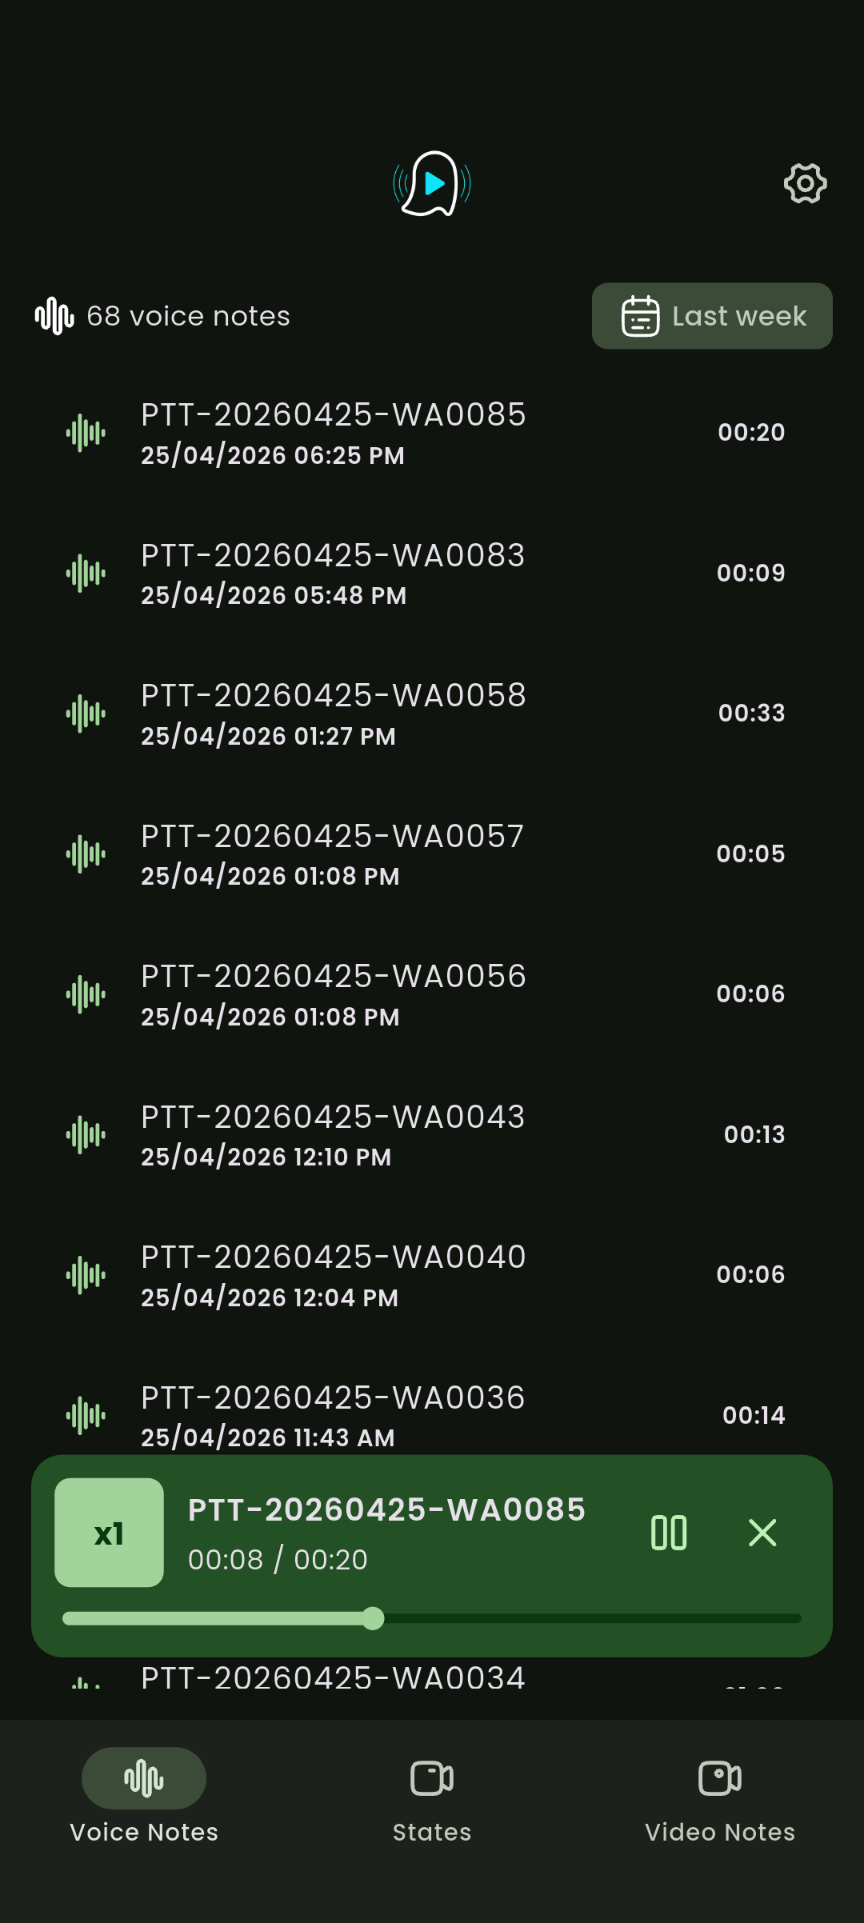 68 voice notes
Last week
PTT-20260425-WA0085
25/04/2026 06:25 PM
00:20
PTT-20260425-WA0083
25/04/2026 05:48 PM
00:09
PTT-20260425-WA0058
25/04/2026 01:27 PM
00:33
PTT-20260425-WA0057
25/04/2026 01:08 PM
00:05
PTT-20260425-WA0056
25/04/2026 01:08 PM
00:06
PTT-20260425-WA0043
25/04/2026 12:10 PM
00:13
PTT-20260425-WA0040
25/04/2026 12:04 PM
00:06
PTT-20260425-WA0036
25/04/2026 11:43 AM
00:14
x1
PTT-20260425-WA0085
00:08 / 00:20
PTT-20260425-WA0034
Voice Notes
States
Video Notes